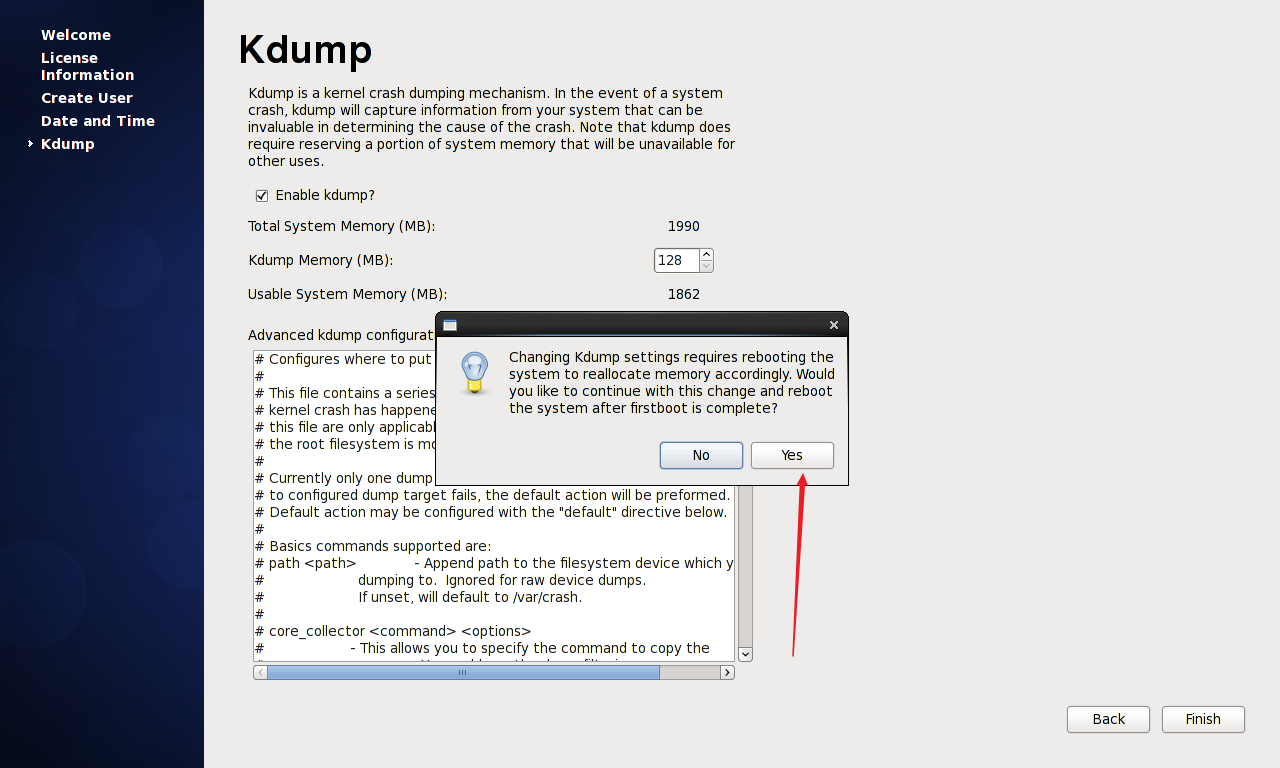 Welcome
License
Information
Create User
Date and Time
Kdump
Kdump
Kdump is a kernel crash dumping mechanism. In the event of a system
crash, kdump will capture information from your system that can be
invaluable in determining the cause of the crash. Note that kdump does
require reserving a portion of system memory that will be unavailable for
other uses.
Enable kdump?
Total System Memory (MB): 1990
Kdump Memory (MB): 128
Usable System Memory (MB): 1862
Advanced kdump configurat
# Configures where to put
#
# This file contains a series
# kernel crash has happene
# this file are only applicabl
# the root filesystem is mo
#
# Currently only one dump
# to configured dump target fails, the default action will be preformed.
# Default action may be configured with the "default" directive below.
#
# Basics commands supported are:
# path <path> - Append path to the filesystem device which y
# dumping to. Ignored for raw device dumps.
# If unset, will default to /var/crash.
#
# core_collector <command> <options>
# - This allows you to specify the command to copy the
Changing Kdump settings requires rebooting the
system to reallocate memory accordingly. Would
you like to continue with this change and reboot
the system after firstboot is complete?
No Yes
Back Finish